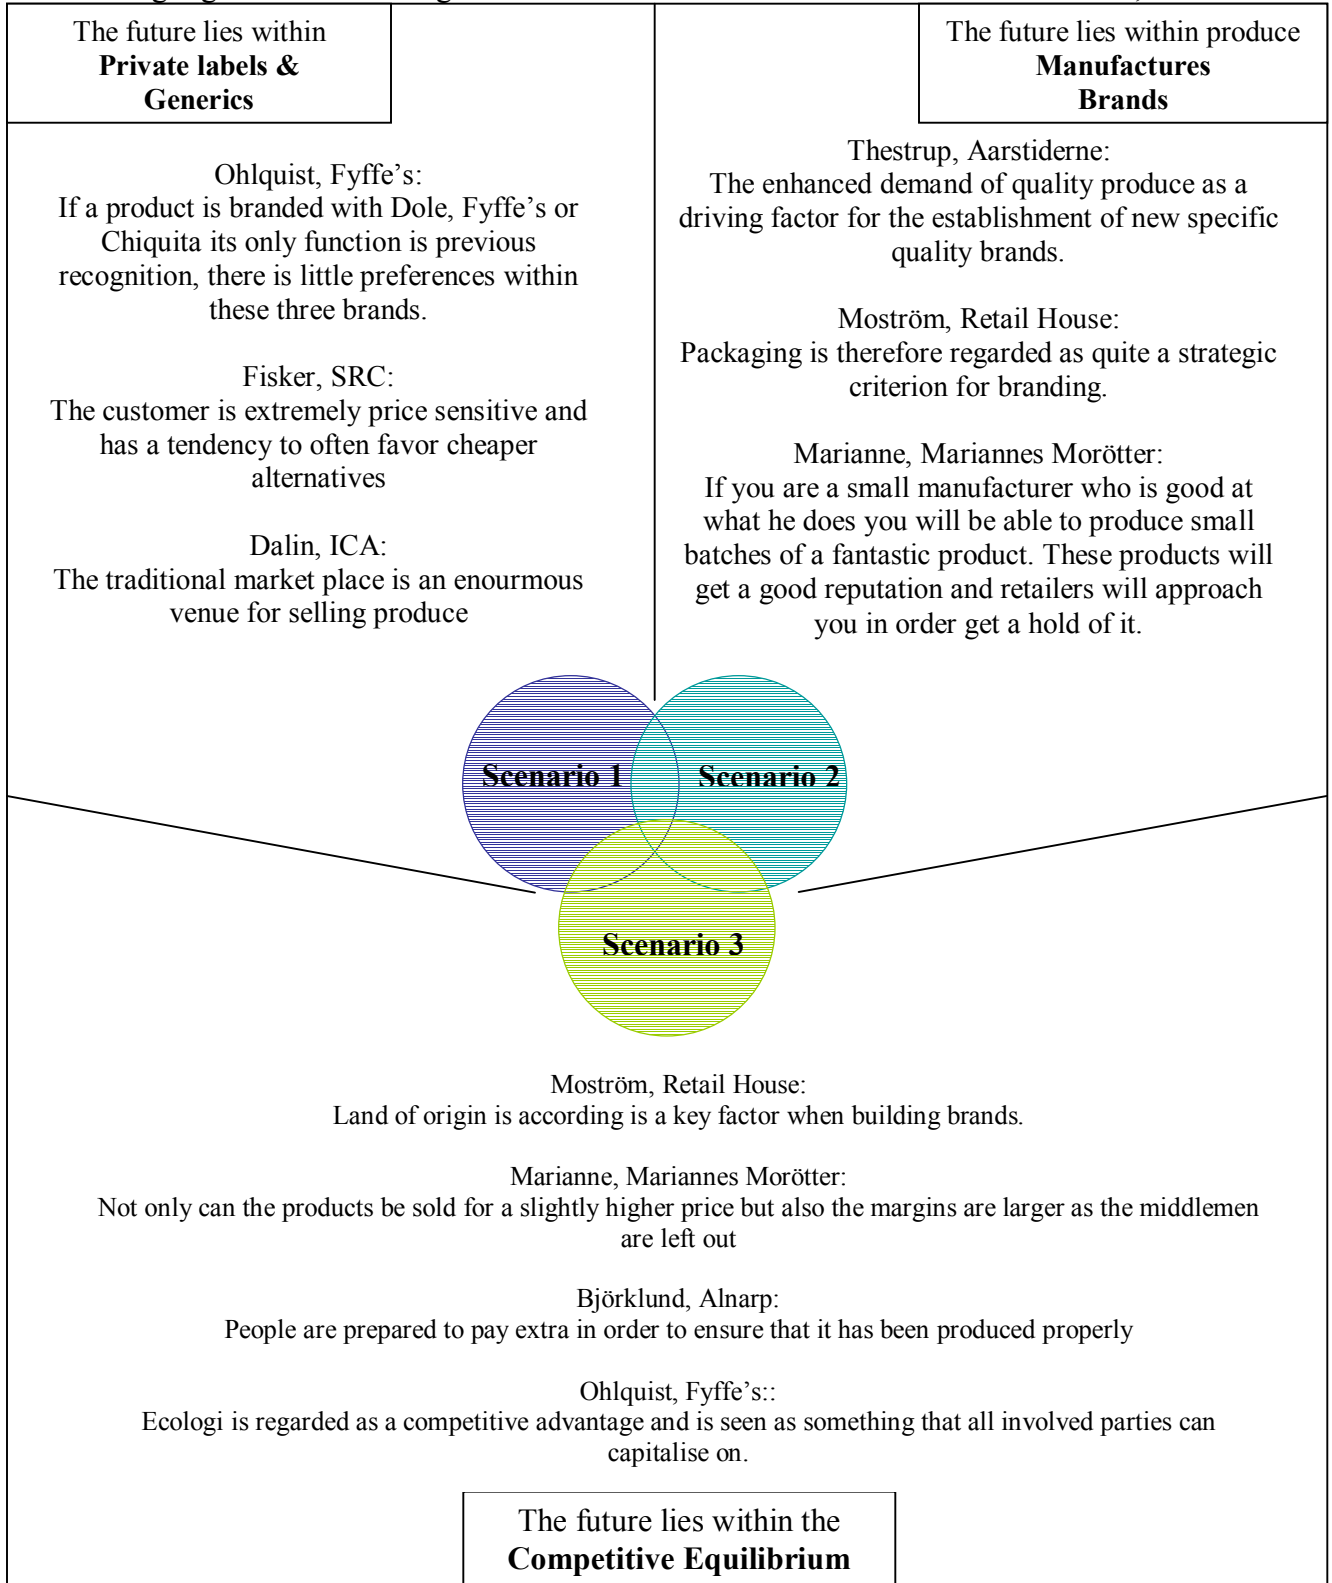 The future lies within
Private labels &
Generics
The future lies within produce
Manufactures
Brands
Ohlquist, Fyffe’s:
If a product is branded with Dole, Fyffe’s or
Chiquita its only function is previous
recognition, there is little preferences within
these three brands.
Fisker, SRC:
The customer is extremely price sensitive and
has a tendency to often favor cheaper
alternatives
Dalin, ICA:
The traditional market place is an enourmous
venue for selling produce
Thestrup, Aarstiderne:
The enhanced demand of quality produce as a
driving factor for the establishment of new specific
quality brands.
Moström, Retail House:
Packaging is therefore regarded as quite a strategic
criterion for branding.
Marianne, Mariannes Morötter:
If you are a small manufacturer who is good at
what he does you will be able to produce small
batches of a fantastic product. These products will
get a good reputation and retailers will approach
you in order get a hold of it.
Scenario 1
Scenario 2
Scenario 3
Moström, Retail House:
Land of origin is according is a key factor when building brands.
Marianne, Mariannes Morötter:
Not only can the products be sold for a slightly higher price but also the margins are larger as the middlemen
are left out
Björklund, Alnarp:
People are prepared to pay extra in order to ensure that it has been produced properly
Ohlquist, Fyffe’s::
Ecologi is regarded as a competitive advantage and is seen as something that all involved parties can
capitalise on.
The future lies within the
Competitive Equilibrium